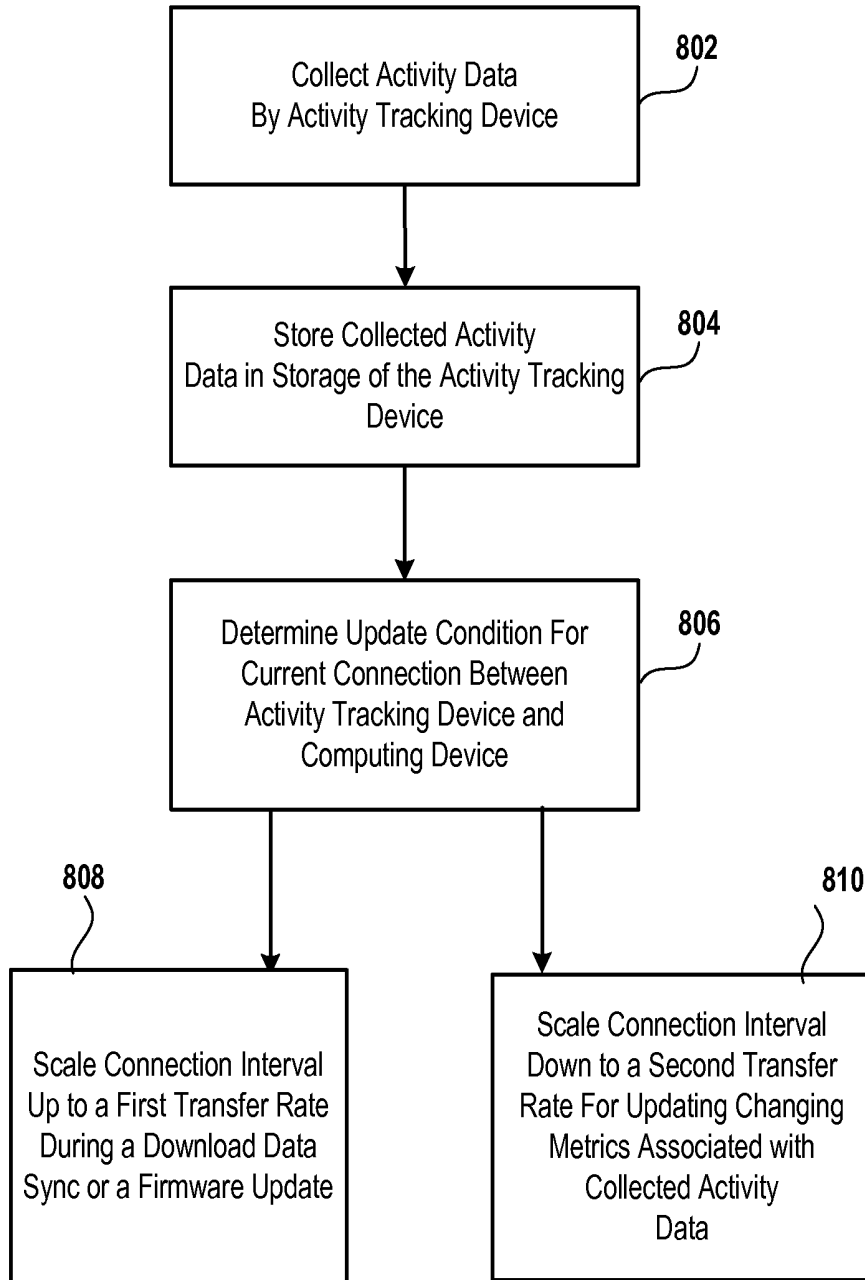 802
Collect Activity Data
By Activity Tracking Device
804
Store Collected Activity
Data in Storage of the Activity Tracking
Device
806
Determine Update Condition For
Current Connection Between
Activity Tracking Device and
Computing Device
808
Scale Connection Interval
Up to a First Transfer Rate
During a Download Data
Sync or a Firmware Update
810
Scale Connection Interval
Down to a Second Transfer
Rate For Updating Changing
Metrics Associated with
Collected Activity
Data